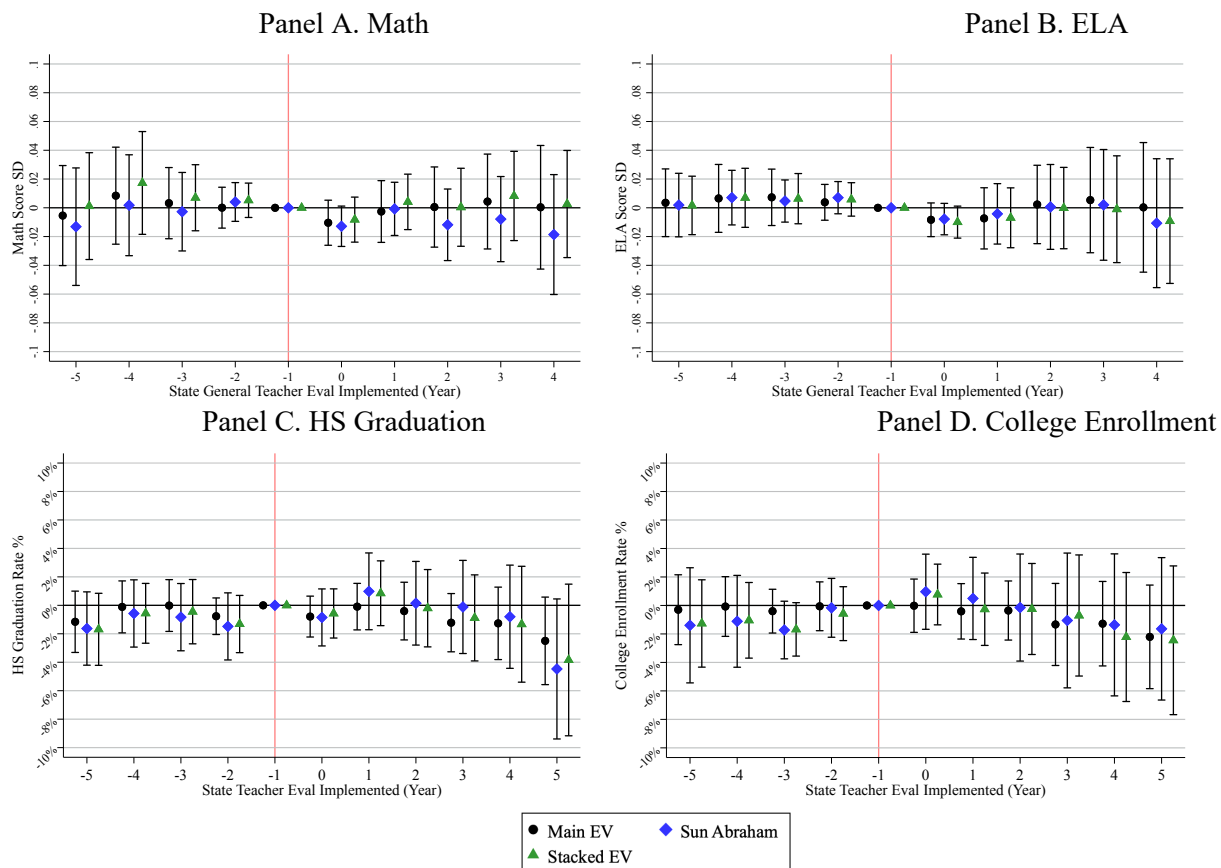 Panel A. Math
Math Score SD
.1
.08
.06
.04
.02
0
-.02
-.04
-.06
-.08
-.1
-5 -4 -3 -2 -1 0 1 2 3 4
State General Teacher Eval Implemented (Year)
Panel B. ELA
ELA Score SD
.1
.08
.06
.04
.02
0
-.02
-.04
-.06
-.08
-.1
-5 -4 -3 -2 -1 0 1 2 3 4
State General Teacher Eval Implemented (Year)
Panel C. HS Graduation
HS Graduation Rate %
10%
8%
6%
4%
2%
0%
-2%
-4%
-6%
-8%
-10%
-5 -4 -3 -2 -1 0 1 2 3 4 5
State Teacher Eval Implemented (Year)
Panel D. College Enrollment
College Enrollment Rate %
10%
8%
6%
4%
2%
0%
-2%
-4%
-6%
-8%
-10%
-5 -4 -3 -2 -1 0 1 2 3 4 5
State Teacher Eval Implemented (Year)
Main EV Sun Abraham
Stacked EV